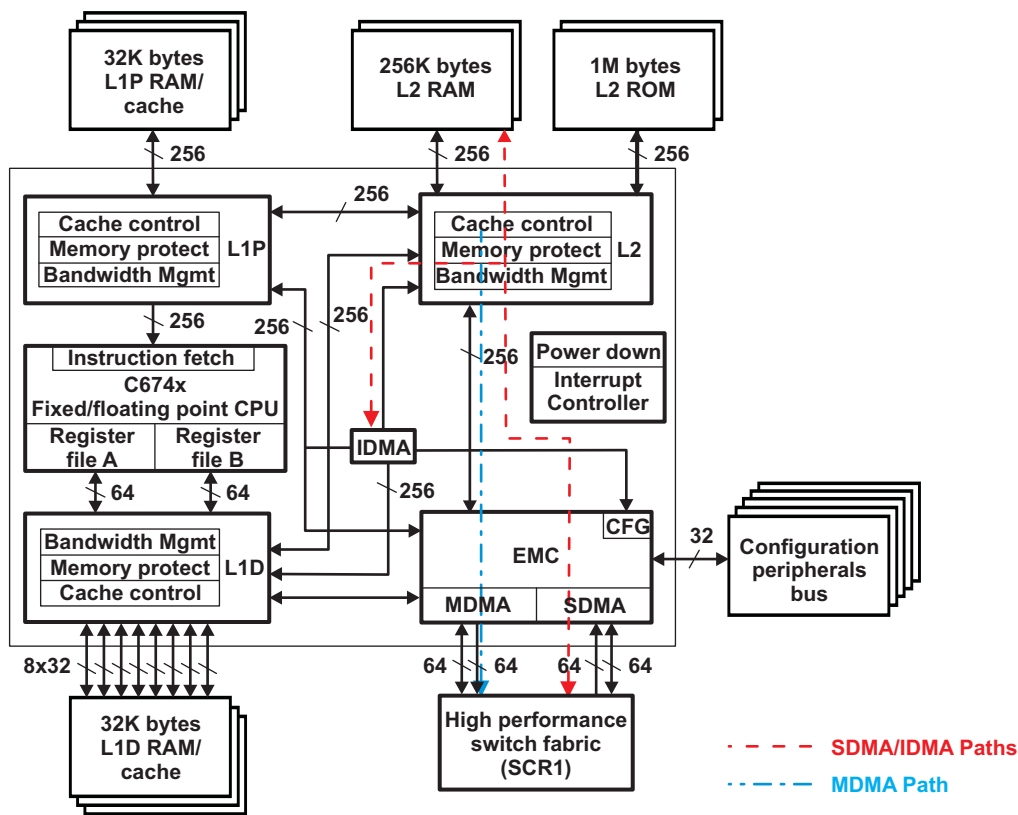 32K bytes
L1P RAM/
cache
256K bytes
L2 RAM
1M bytes
L2 ROM
256
256
256
256
Cache control
Memory protect
Bandwidth Mgmt
L1P
Cache control
Memory protect
Bandwidth Mgmt
L2
256
256
256
256
Instruction fetch
C674x
Fixed/floating point CPU
Register
file A
Register
file B
Power down
Interrupt
Controller
IDMA
64
64
256
Bandwidth Mgmt
Memory protect
Cache control
L1D
CFG
EMC
MDMA
SDMA
32
Configuration
peripherals
bus
8x32
64
64
64
64
32K bytes
L1D RAM/
cache
High performance
switch fabric
(SCR1)
SDMA/IDMA Paths
MDMA Path